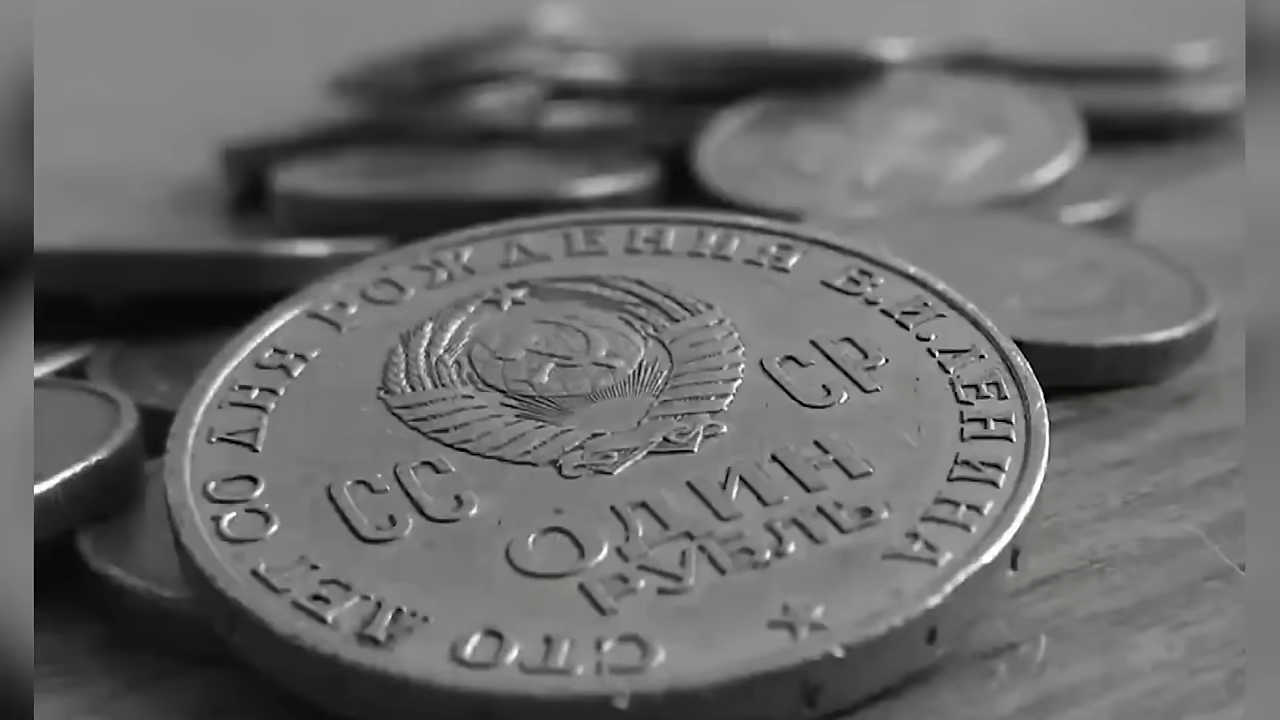 СТО ЛЕТ СО ДНЯ РОЖДЕНИЯ В.И.ЛЕНИНА
СС СР
ОДИН
РУБЛЬ